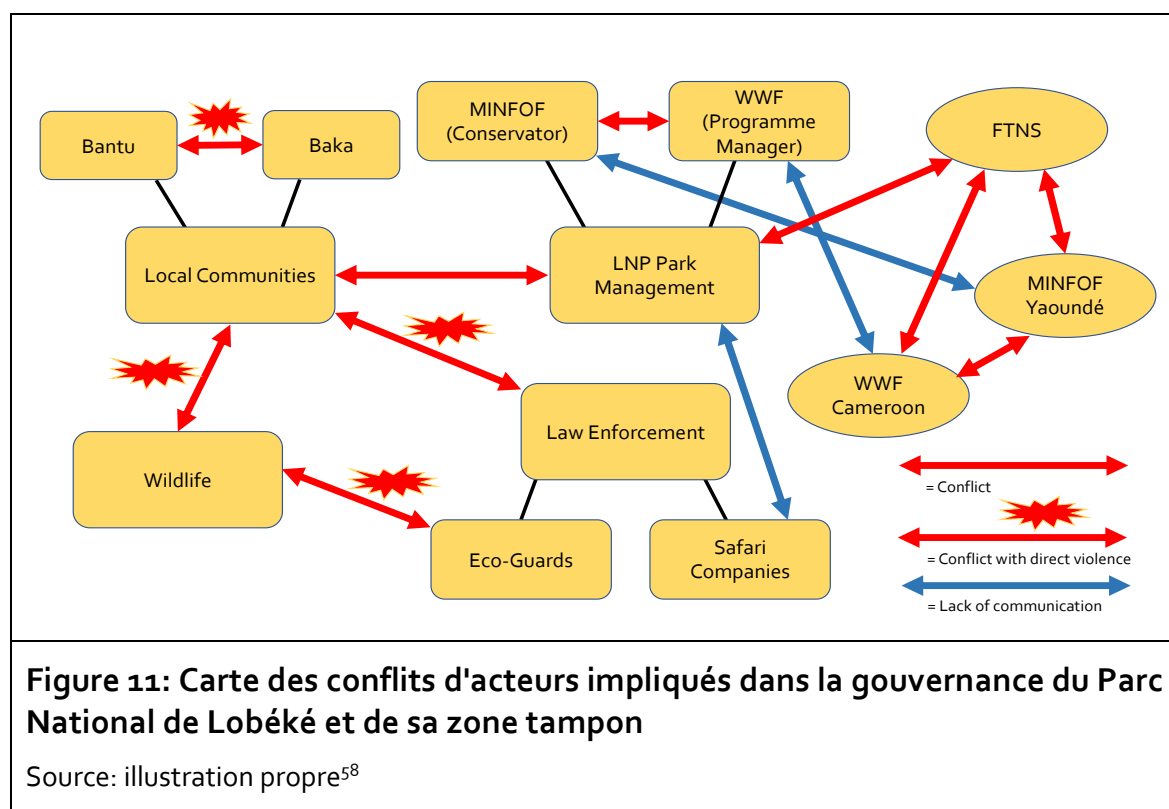 MINFOF
(Conservator)
WWF
(Programme
Manager)
FTNS
Bantu
Baka
Local Communities
LNP Park
Management
MINFOF
Yaoundé
WWF
Cameroon
Law Enforcement
Wildlife
Eco-Guards
Safari
Companies
= Conflict
= Conflict with direct violence
= Lack of communication
Figure 11: Carte des conflits d'acteurs impliqués dans la gouvernance du Parc
National de Lobéké et de sa zone tampon
Source: illustration propre⁵⁸